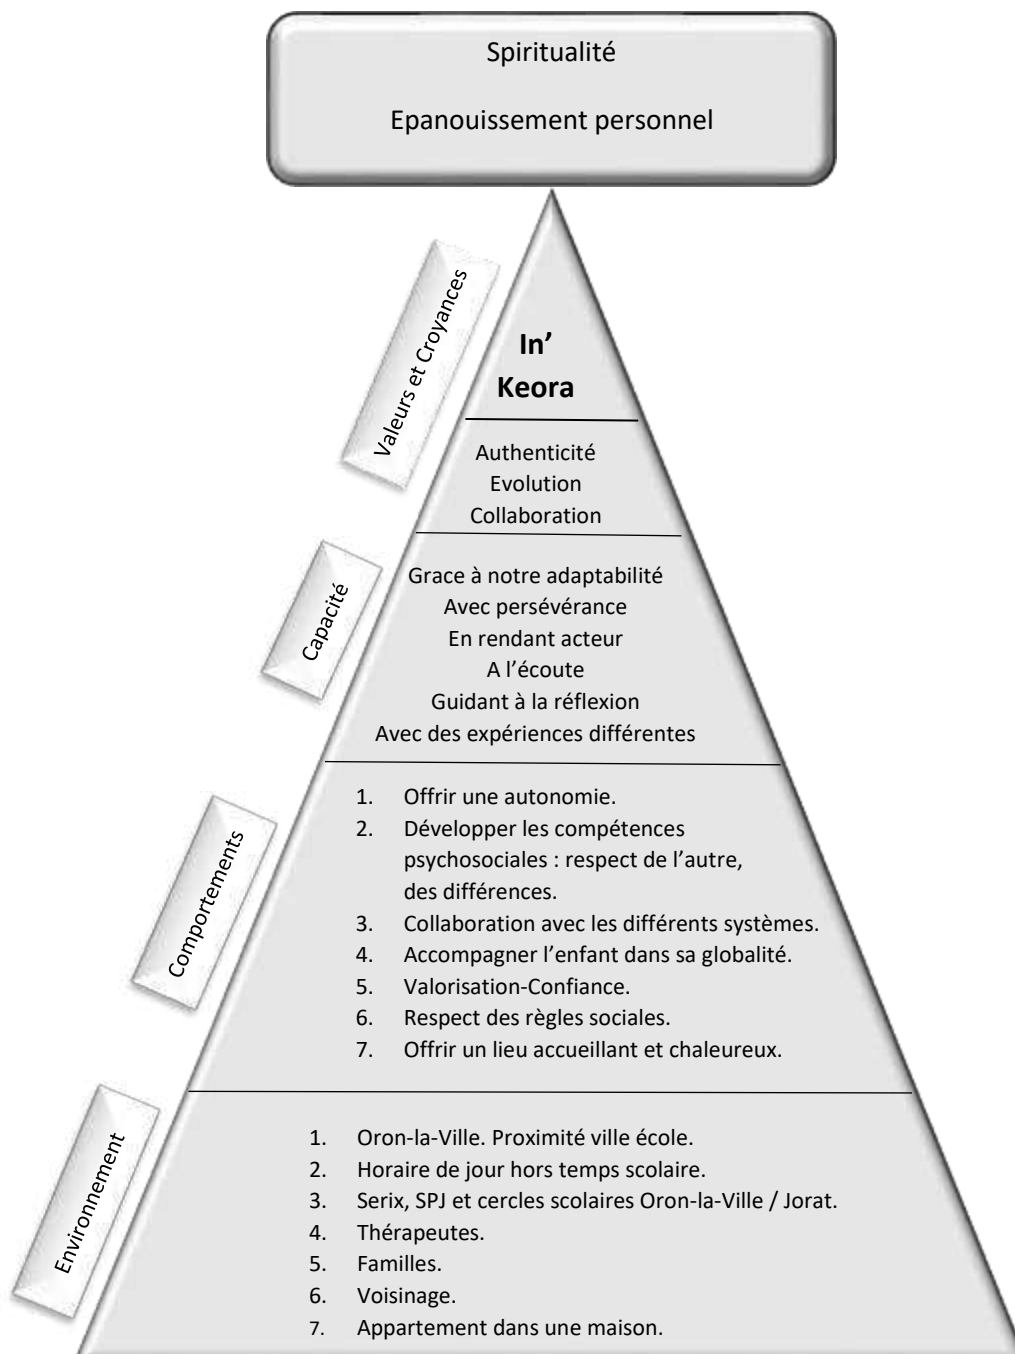 Spiritualité
Epanouissement personnel
Valeurs et Croyances
In’
Keora
Authenticité
Evolution
Collaboration
Capacité
Grace à notre adaptabilité
Avec persévérance
En rendant acteur
A l’écoute
Guidant à la réflexion
Avec des expériences différentes
Comportements
1. Offrir une autonomie.
2. Développer les compétences
psychosociales : respect de l’autre,
des différences.
3. Collaboration avec les différents systèmes.
4. Accompagner l’enfant dans sa globalité.
5. Valorisation-Confiance.
6. Respect des règles sociales.
7. Offrir un lieu accueillant et chaleureux.
Environnement
1. Oron-la-Ville. Proximité ville école.
2. Horaire de jour hors temps scolaire.
3. Serix, SPJ et cercles scolaires Oron-la-Ville / Jorat.
4. Thérapeutes.
5. Familles.
6. Voisinage.
7. Appartement dans une maison.